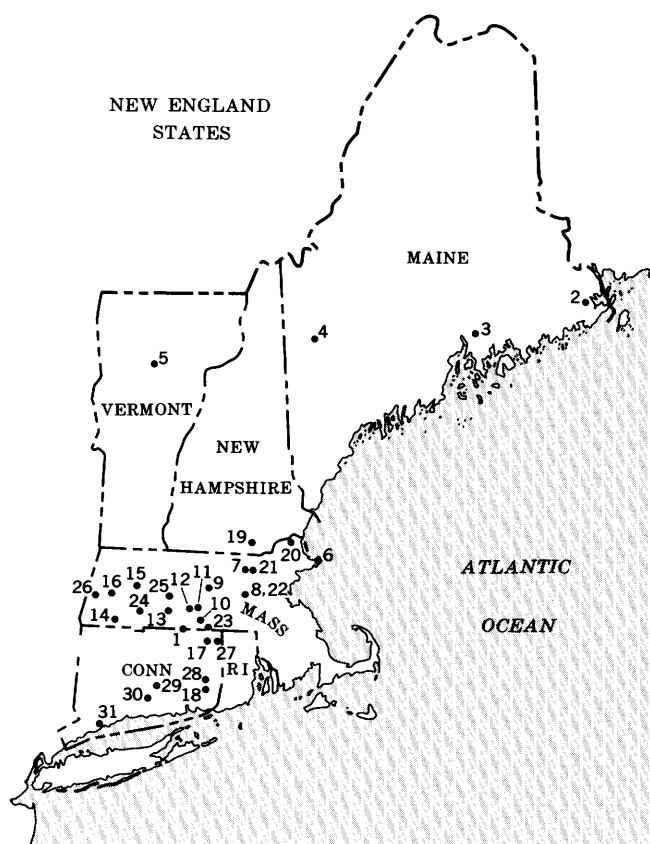 NEW ENGLAND
STATES
MAINE
2
3
4
5
VERMONT
NEW
HAMPSHIRE
19
20
6
7
21
ATLANTIC
OCEAN
15
11
12
9
26
16
25
8,22
24
10
MASS
14
13
23
1
17
27
CONN
RI
28
29
18
30
31